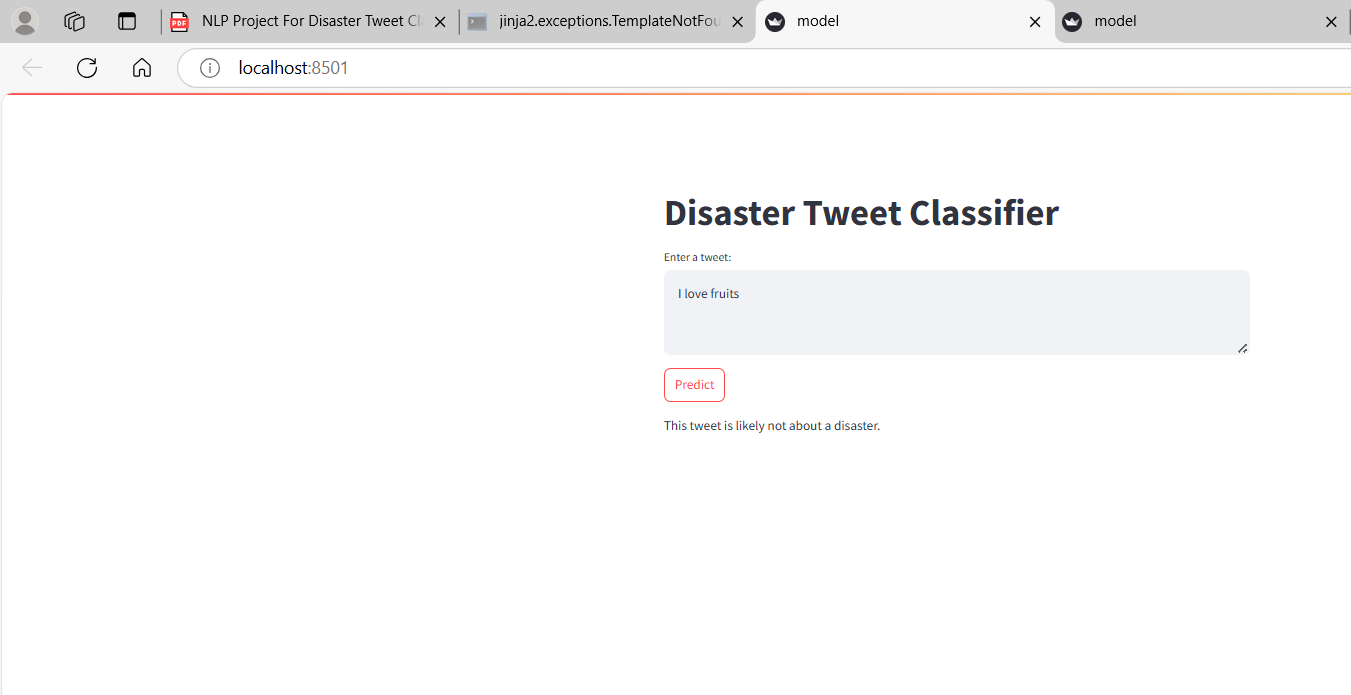 PDF
NLP Project For Disaster Tweet Cl
jinja2.exceptions.TemplateNotFou
model
model
localhost:8501
Disaster Tweet Classifier
Enter a tweet:
I love fruits
Predict
This tweet is likely not about a disaster.